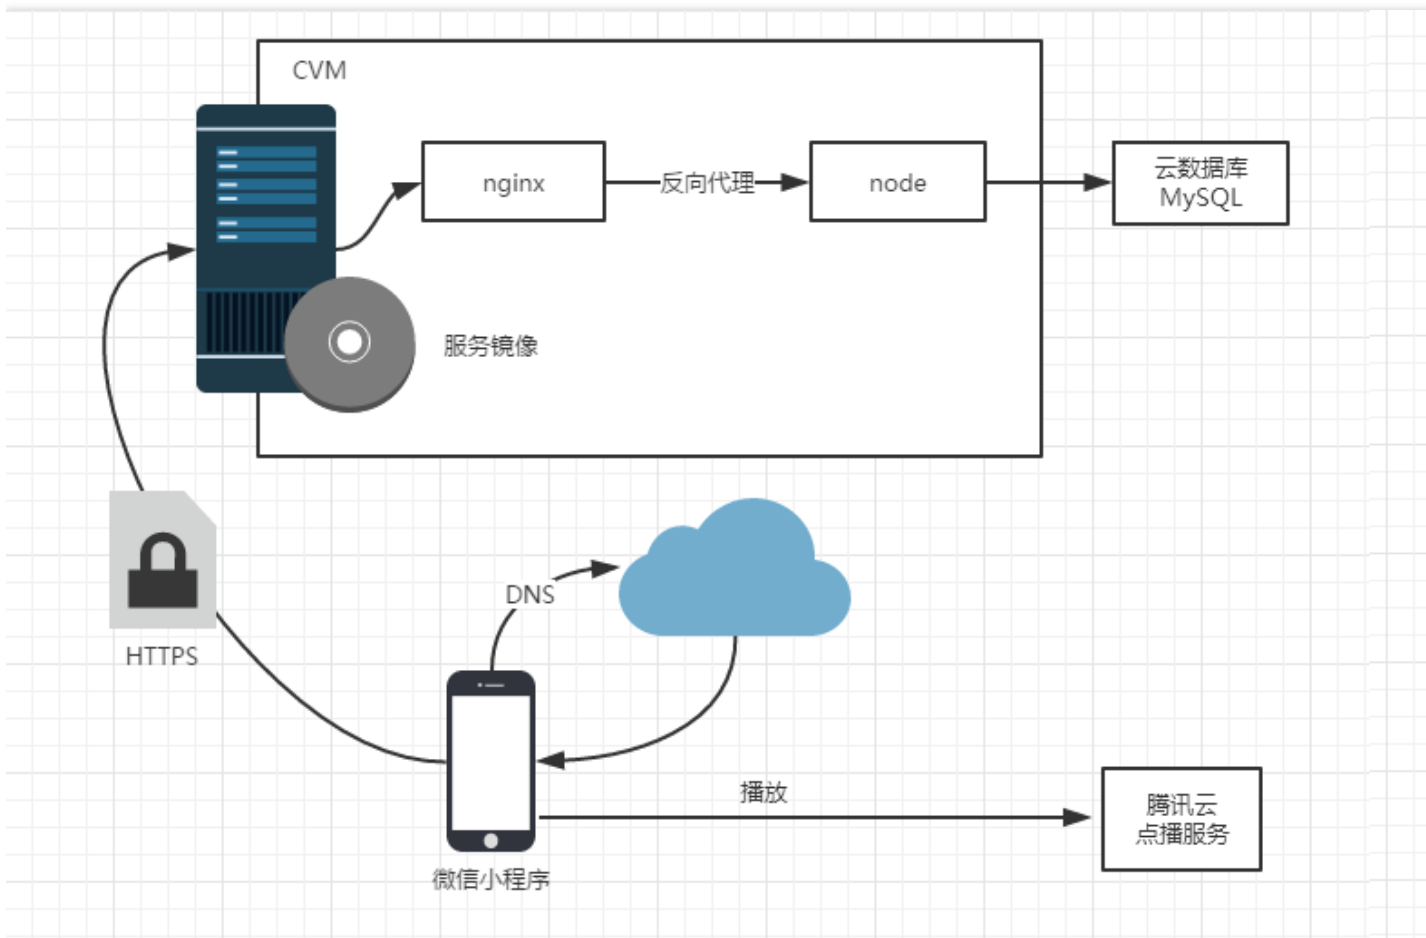 CVM
nginx
反向代理
node
云数据库
MySQL
服务镜像
HTTPS
DNS
播放
腾讯云
点播服务
微信小程序